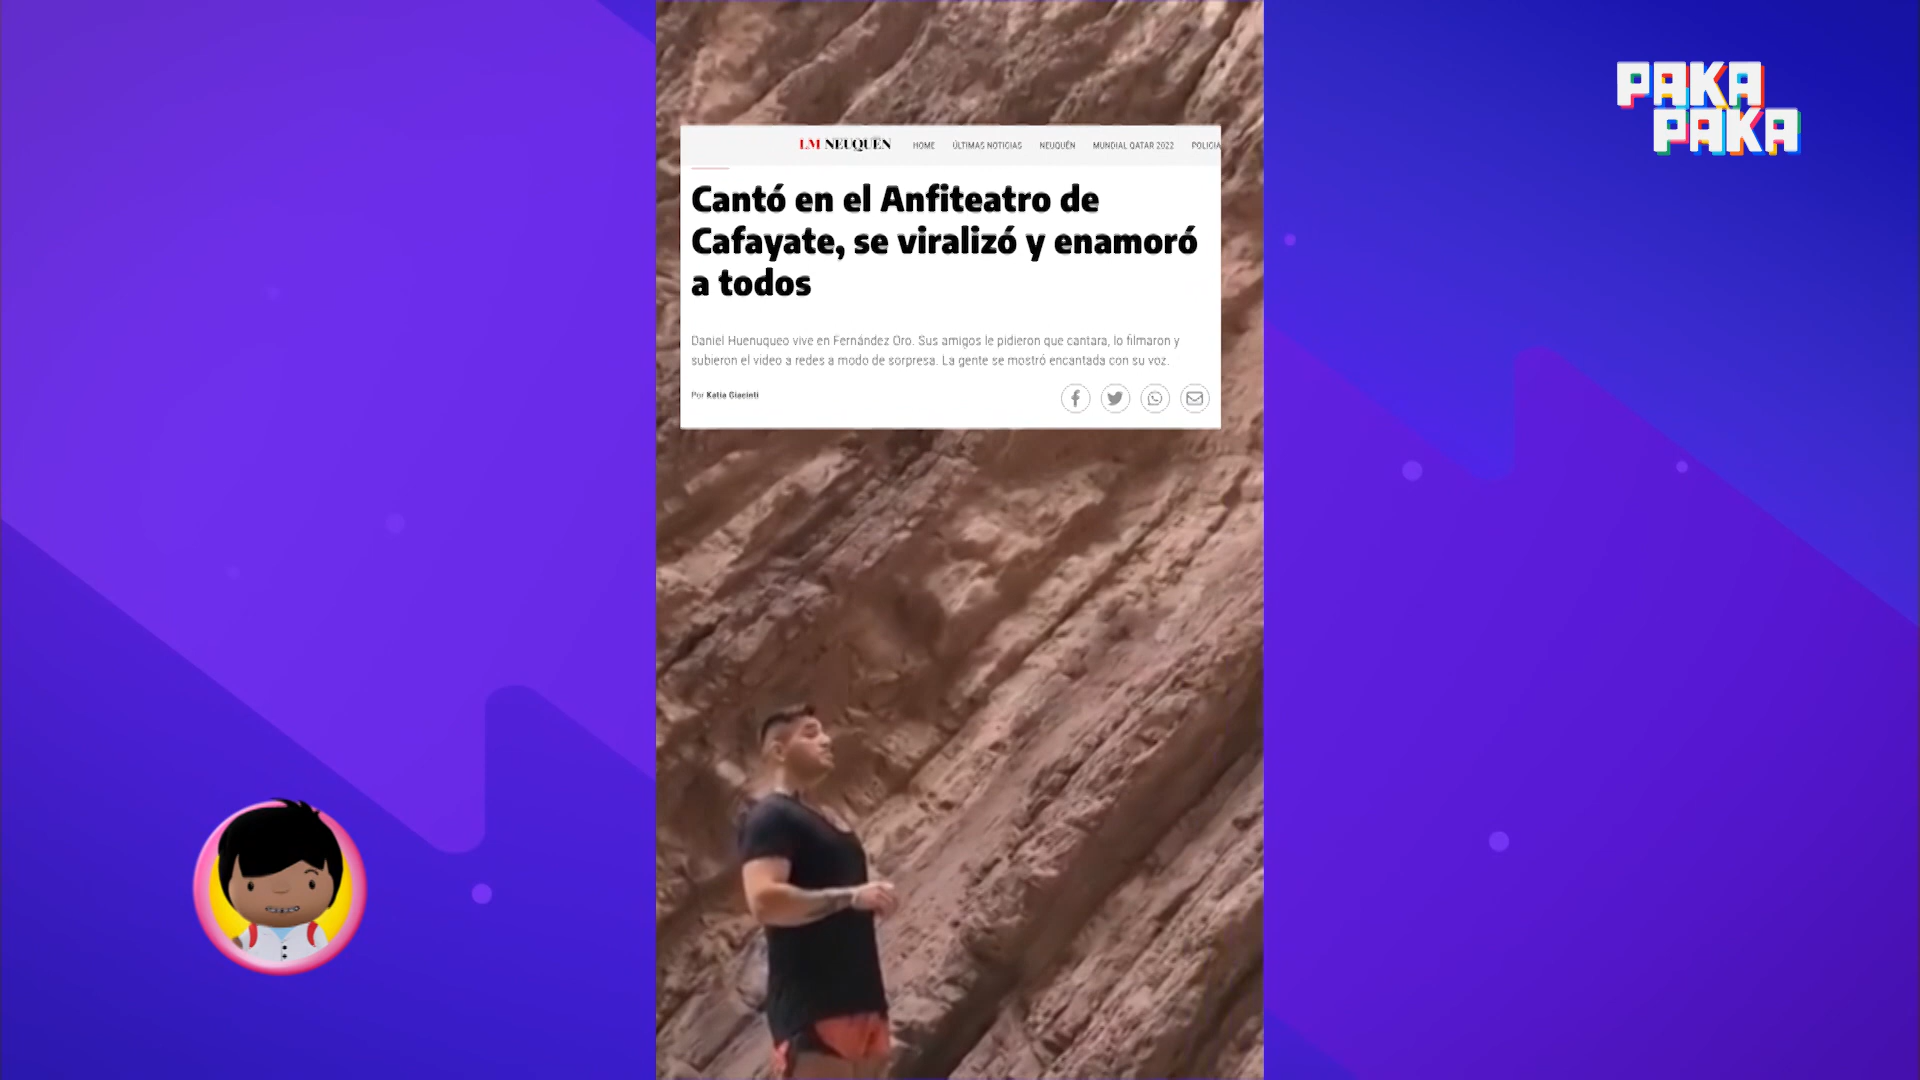 PAKA
PAKA
LM NEUQUÉN HOME ÚLTIMAS NOTICIAS NEUQUÉN MUNDIAL QATAR 2022 POLICIA
Cantó en el Anfiteatro de
Cafayate, se viralizó y enamoró
a todos
Daniel Huenuqueo vive en Fernández Oro. Sus amigos le pidieron que cantara, lo filmaron y
subieron el video a redes a modo de sorpresa. La gente se mostró encantada con su voz.
Por Katia Giacinti